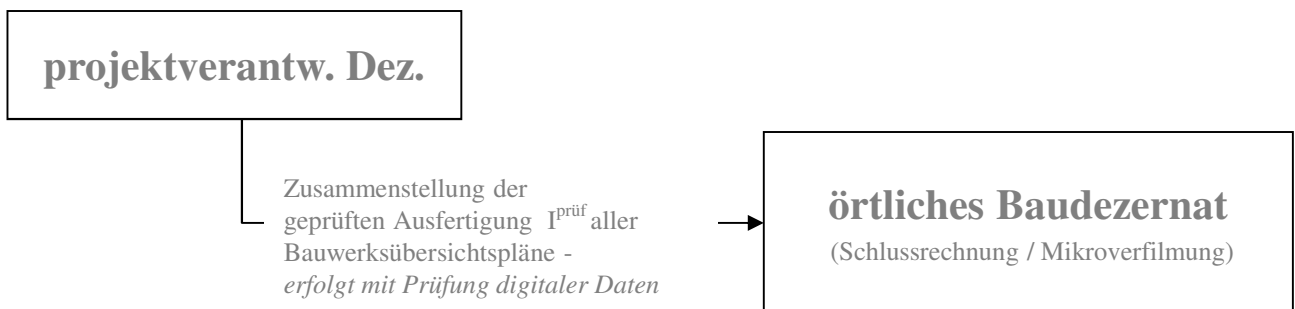 projektverantw. Dez.
Zusammenstellung der
geprüften Ausfertigung I^prüf aller
Bauwerksübersichtspläne -
erfolgt mit Prüfung digitaler Daten
örtliches Baudezernat
(Schlussrechnung / Mikroverfilmung)